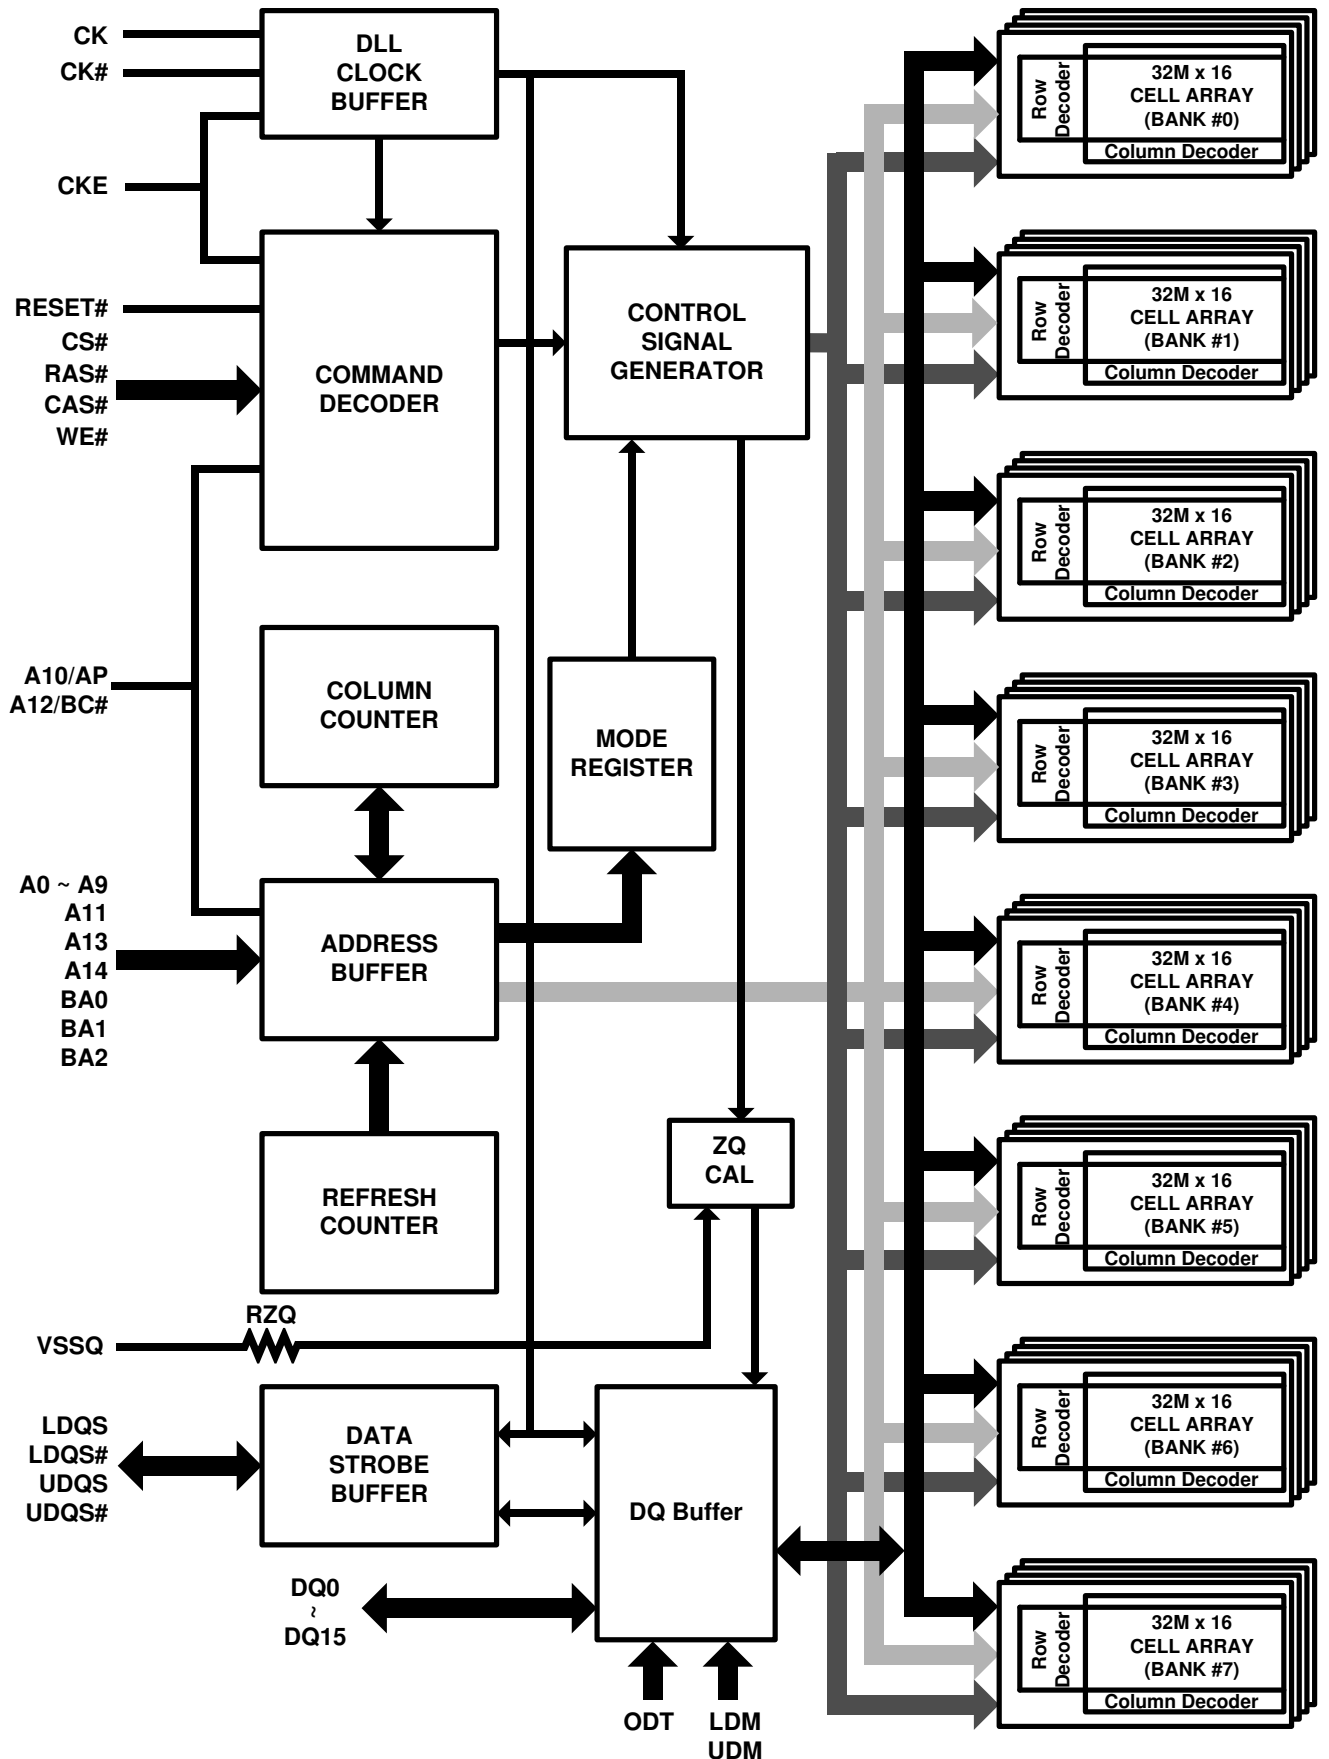 CK
CK#
CKE
RESET#
CS#
RAS#
CAS#
WE#
A10/AP
A12/BC#
A0 ~ A9
A11
A13
A14
BA0
BA1
BA2
VSSQ
RZQ
LDQS
LDQS#
UDQS
UDQS#
DQ0
~
DQ15
DLL
CLOCK
BUFFER
COMMAND
DECODER
COLUMN
COUNTER
ADDRESS
BUFFER
REFRESH
COUNTER
DATA
STROBE
BUFFER
CONTROL
SIGNAL
GENERATOR
MODE
REGISTER
ZQ
CAL
DQ Buffer
ODT
LDM
UDM
Row
Decoder
32M x 16
CELL ARRAY
(BANK #0)
Column Decoder
Row
Decoder
32M x 16
CELL ARRAY
(BANK #1)
Column Decoder
Row
Decoder
32M x 16
CELL ARRAY
(BANK #2)
Column Decoder
Row
Decoder
32M x 16
CELL ARRAY
(BANK #3)
Column Decoder
Row
Decoder
32M x 16
CELL ARRAY
(BANK #4)
Column Decoder
Row
Decoder
32M x 16
CELL ARRAY
(BANK #5)
Column Decoder
Row
Decoder
32M x 16
CELL ARRAY
(BANK #6)
Column Decoder
Row
Decoder
32M x 16
CELL ARRAY
(BANK #7)
Column Decoder